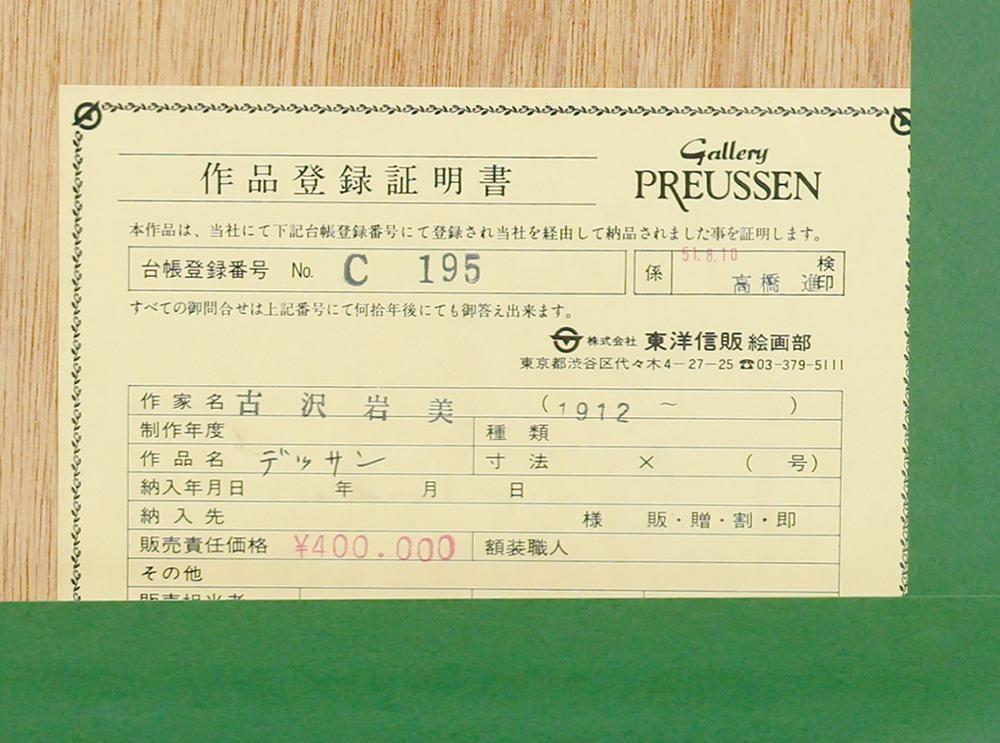 Gallery
PREUSSEN
作品登録証明書
本作品は、当社にて下記台帳登録番号にて登録され当社を経由して納品されました事を証明します。
台帳登録番号 No. C 195 係 51.8.10 高橋 進 検印
すべての御問合せは上記番号にて何拾年後にても御答え出来ます。
株式会社 東洋信販 絵画部
東京都渋谷区代々木4-27-25 ☎03-379-5111
作家名 古沢岩美 (1912 ~ )
制作年度 種類
作品名 デッサン 寸法 × ( 号)
納入年月日 年 月 日
納入先 様 販・贈・割・即
販売責任価格 ¥400.000 額装職人
その他
販売担当者